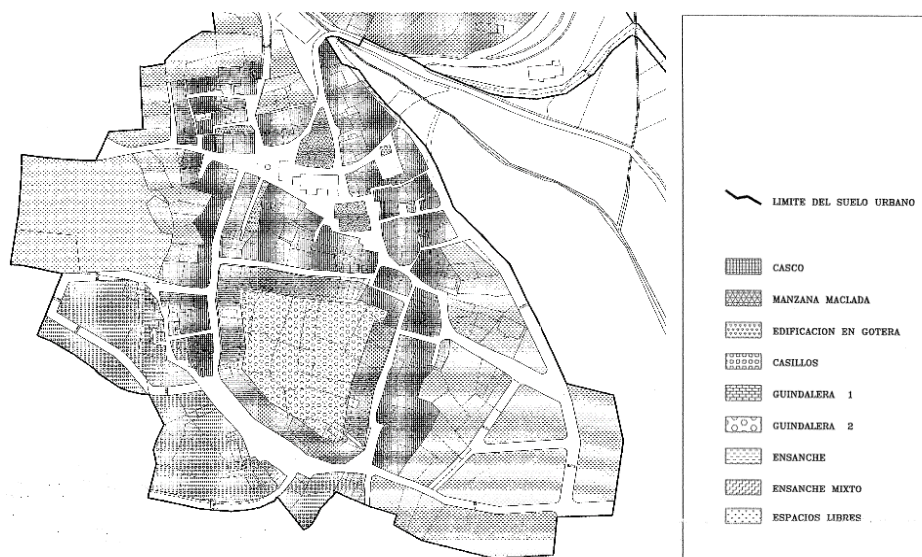 LIMITE DEL SUELO URBANO
CASCO
MANZANA MACLADA
EDIFICACION EN GOTERA
CASILLOS
GUINDALERA 1
GUINDALERA 2
ENSANCHE
ENSANCHE MIXTO
ESPACIOS LIBRES